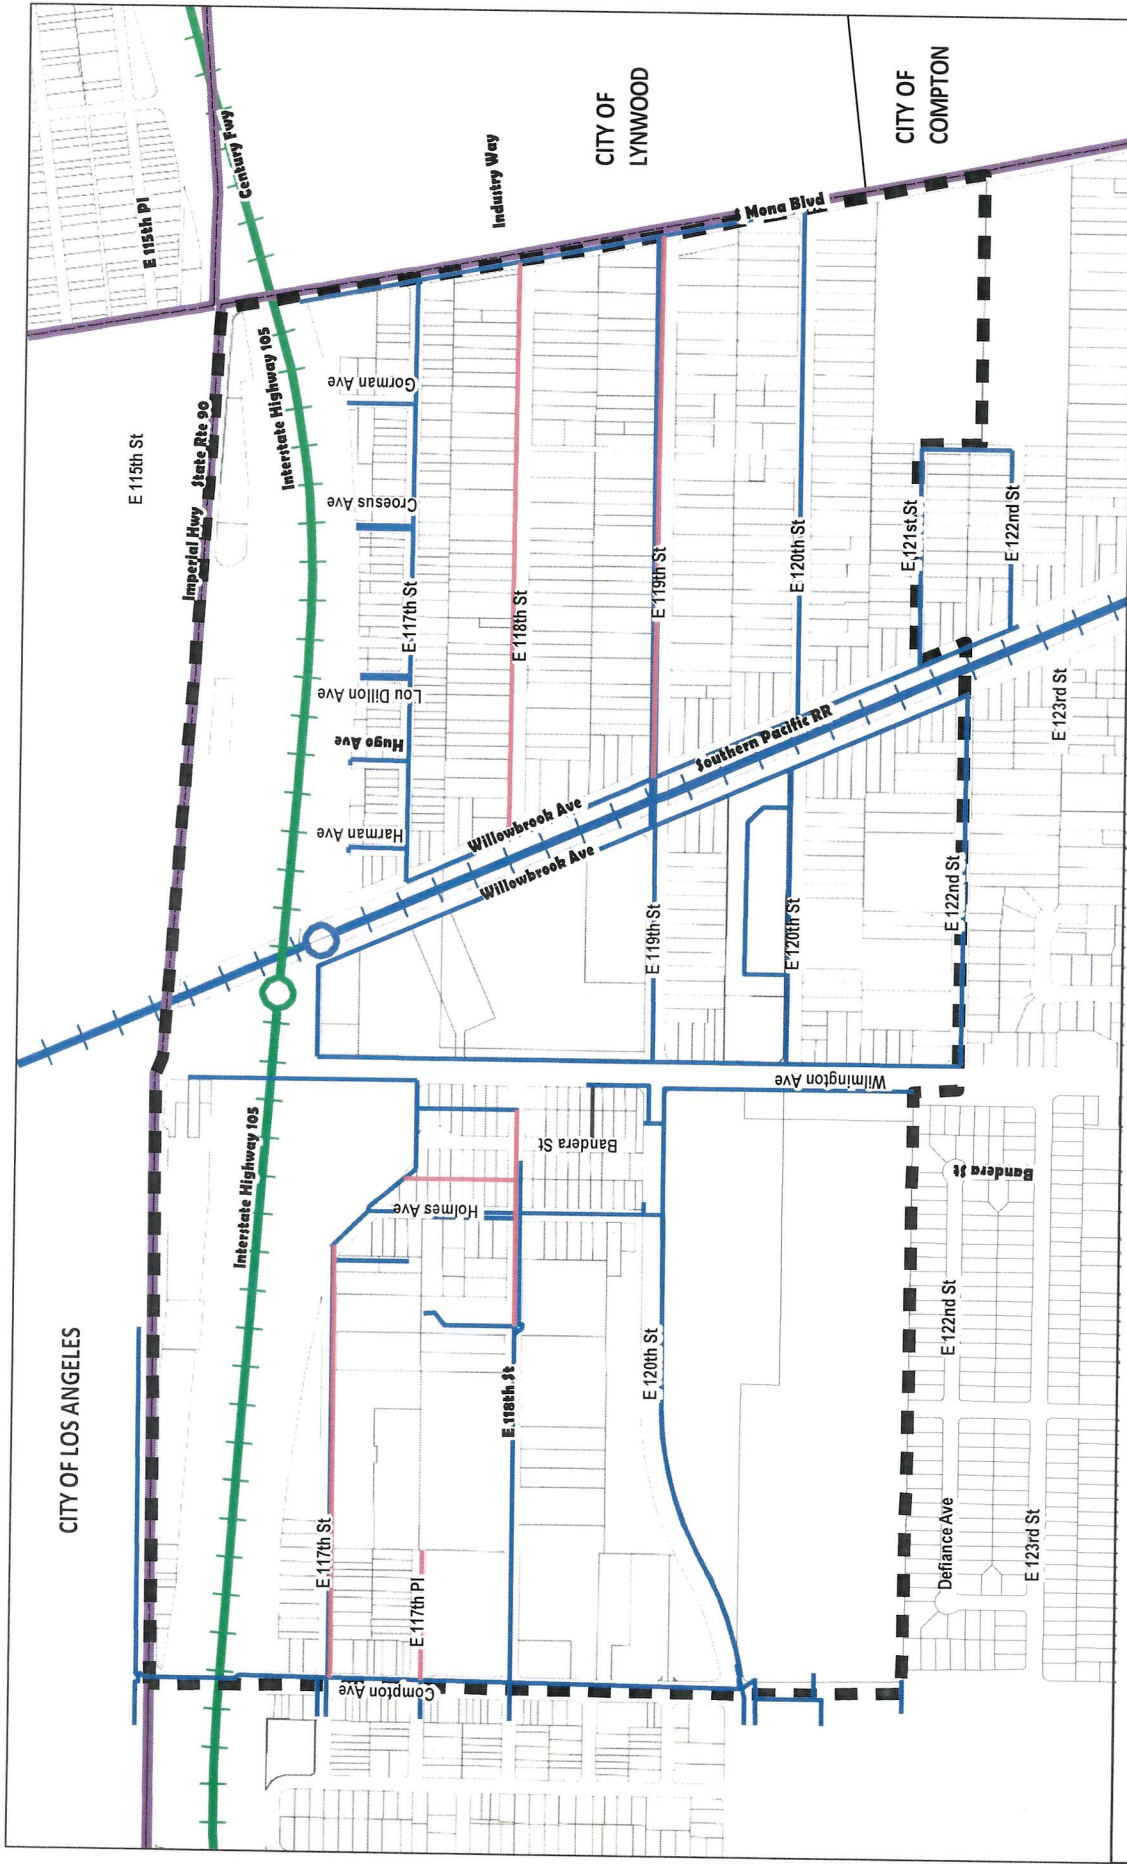 CITY OF LOS ANGELES
E 115th St
E 115th Pl
Imperial Hwy
State Rte 90
Century Fwy
Interstate Highway 105
Interstate Highway 105
Industry Way
CITY OF
LYNWOOD
CITY OF
COMPTON
S Mona Blvd
Gorman Ave
Croesus Ave
Lou Dillon Ave
Hugo Ave
Harman Ave
E 117th St
E 118th St
E 119th St
E 120th St
E 121st St
E 122nd St
E 123rd St
Southern Pacific RR
Willowbrook Ave
Willowbrook Ave
E 119th St
E 120th St
E 122nd St
Wilmington Ave
Bandera St
Bandera St
Holmes Ave
E 117th St
E 117th Pl
E 118th St
E 120th St
E 122nd St
Defiance Ave
E 123rd St
Compton Ave